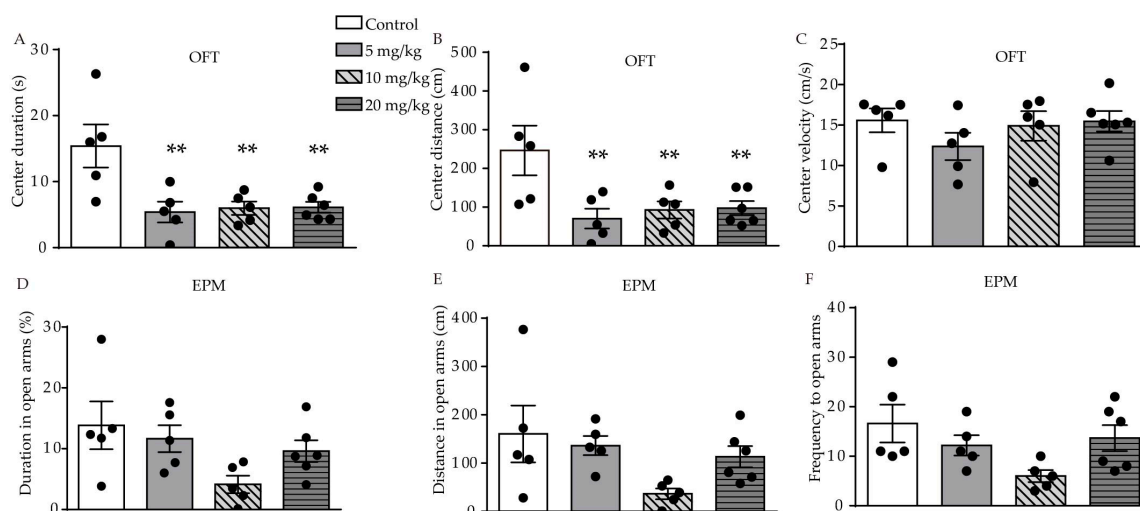 Control
5 mg/kg
10 mg/kg
20 mg/kg
A
OFT
Center duration (s)
30
20
10
0
**
**
**
B
OFT
Center distance (cm)
500
400
300
200
100
0
**
**
**
C
OFT
Center velocity (cm/s)
25
20
15
10
5
0
D
EPM
Duration in open arms (%)
30
20
10
0
E
EPM
Distance in open arms (cm)
400
300
200
100
0
F
EPM
Frequency to open arms
40
30
20
10
0